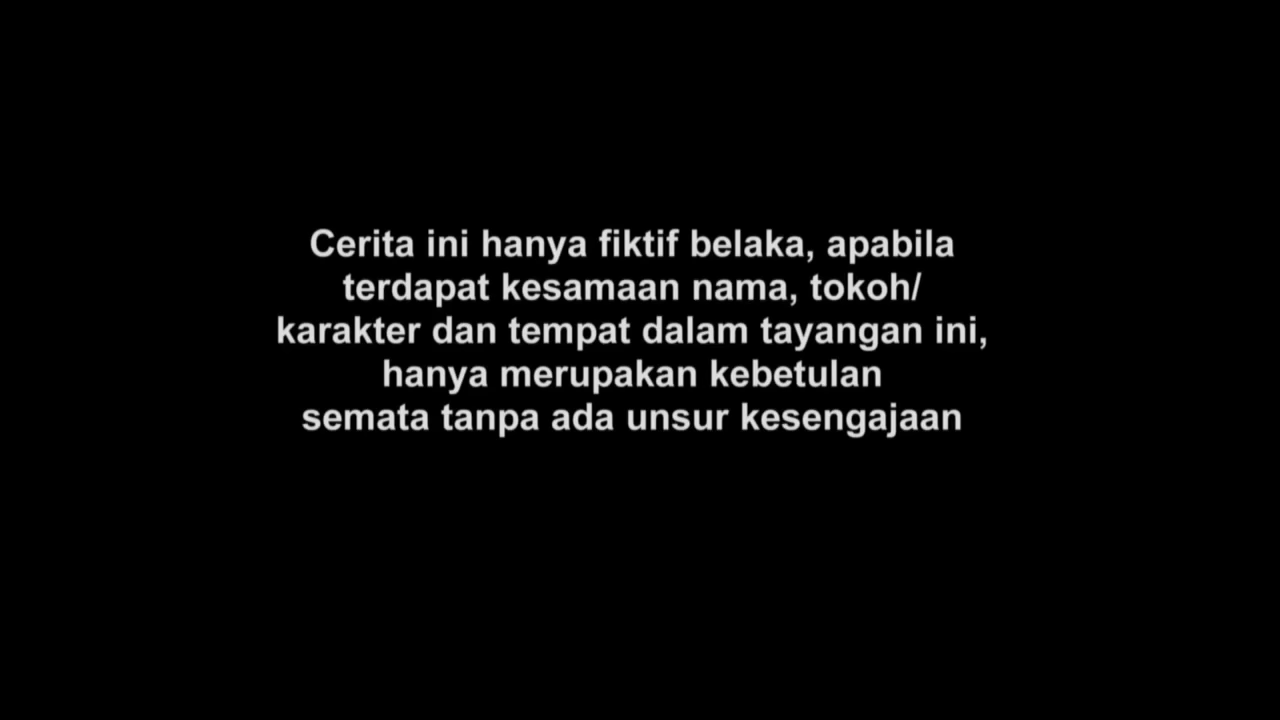 Cerita ini hanya fiktif belaka, apabila
terdapat kesamaan nama, tokoh/
karakter dan tempat dalam tayangan ini,
hanya merupakan kebetulan
semata tanpa ada unsur kesengajaan